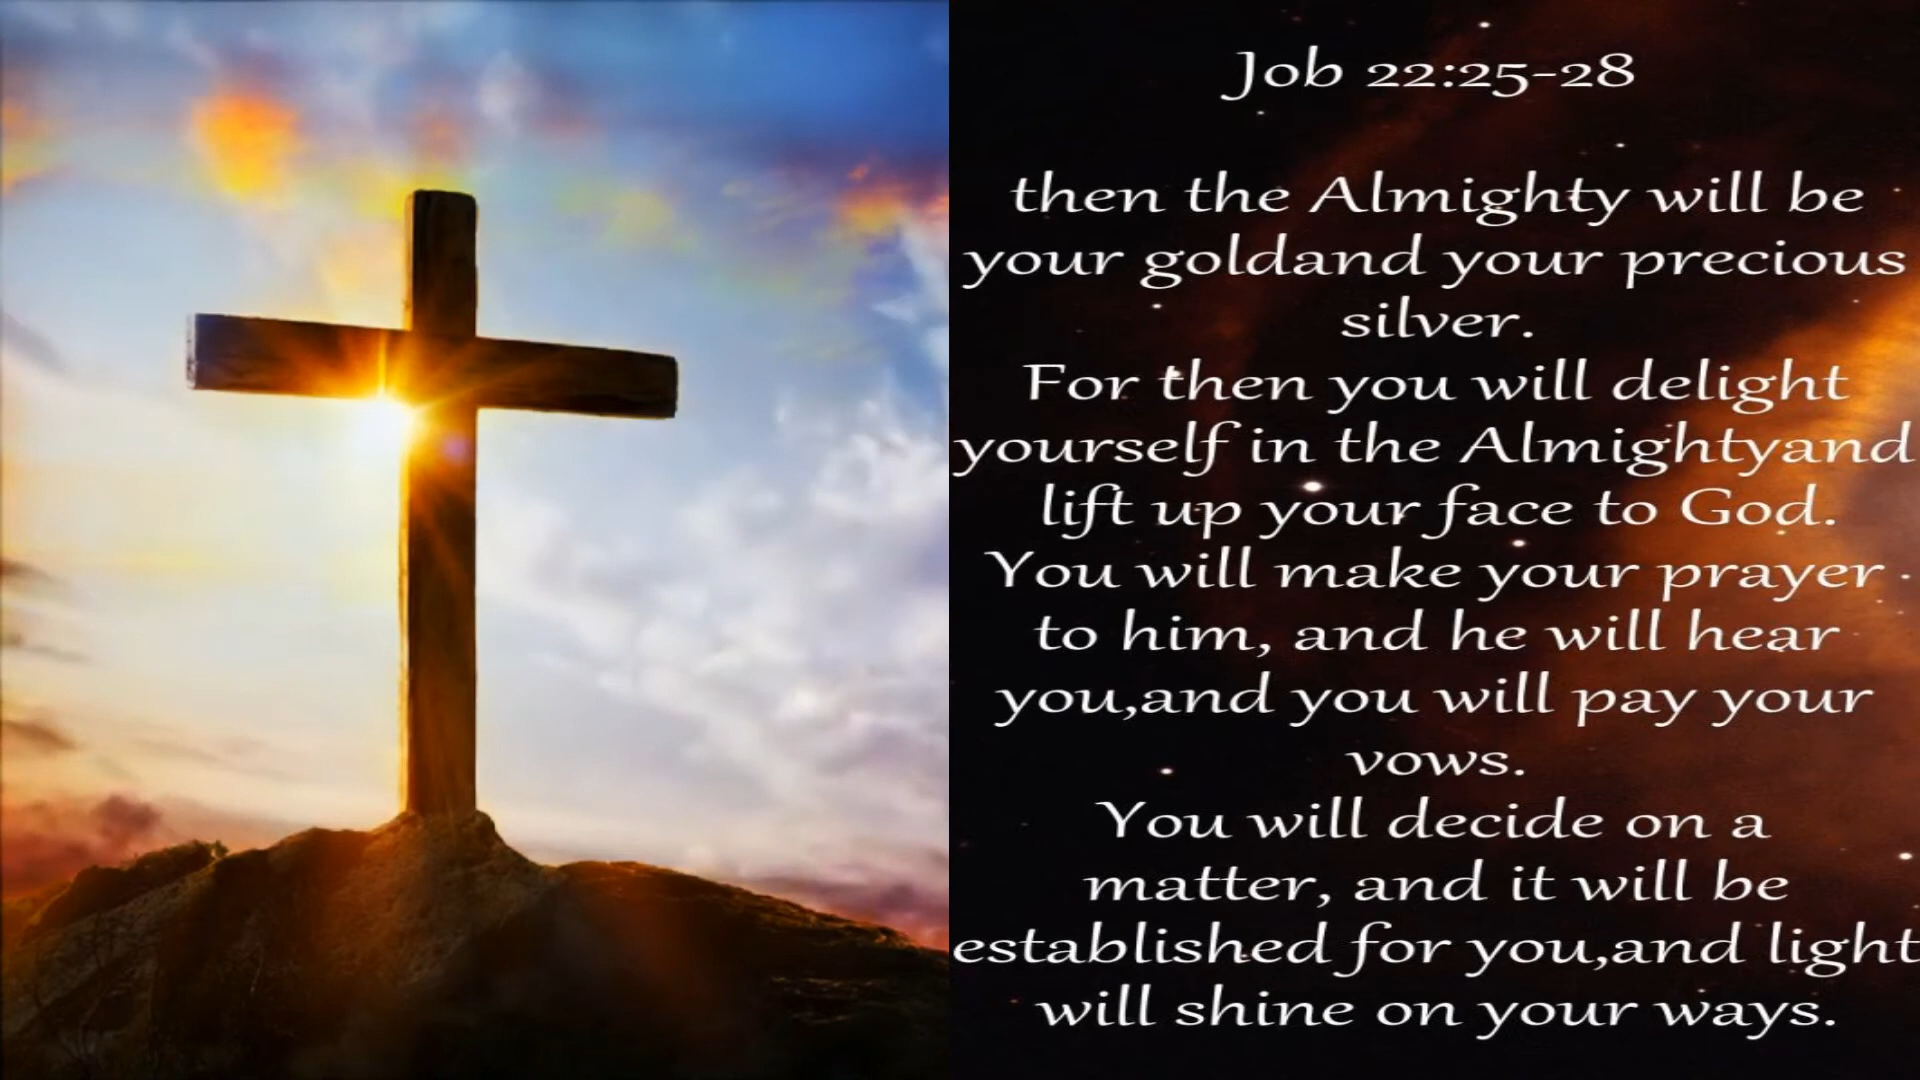 Job 22:25-28
then the Almighty will be
your goldand your precious
silver.
For then you will delight
yourself in the Almightyand
lift up your face to God.
You will make your prayer
to him, and he will hear
you,and you will pay your
vows.
You will decide on a
matter, and it will be
established for you,and light
will shine on your ways.